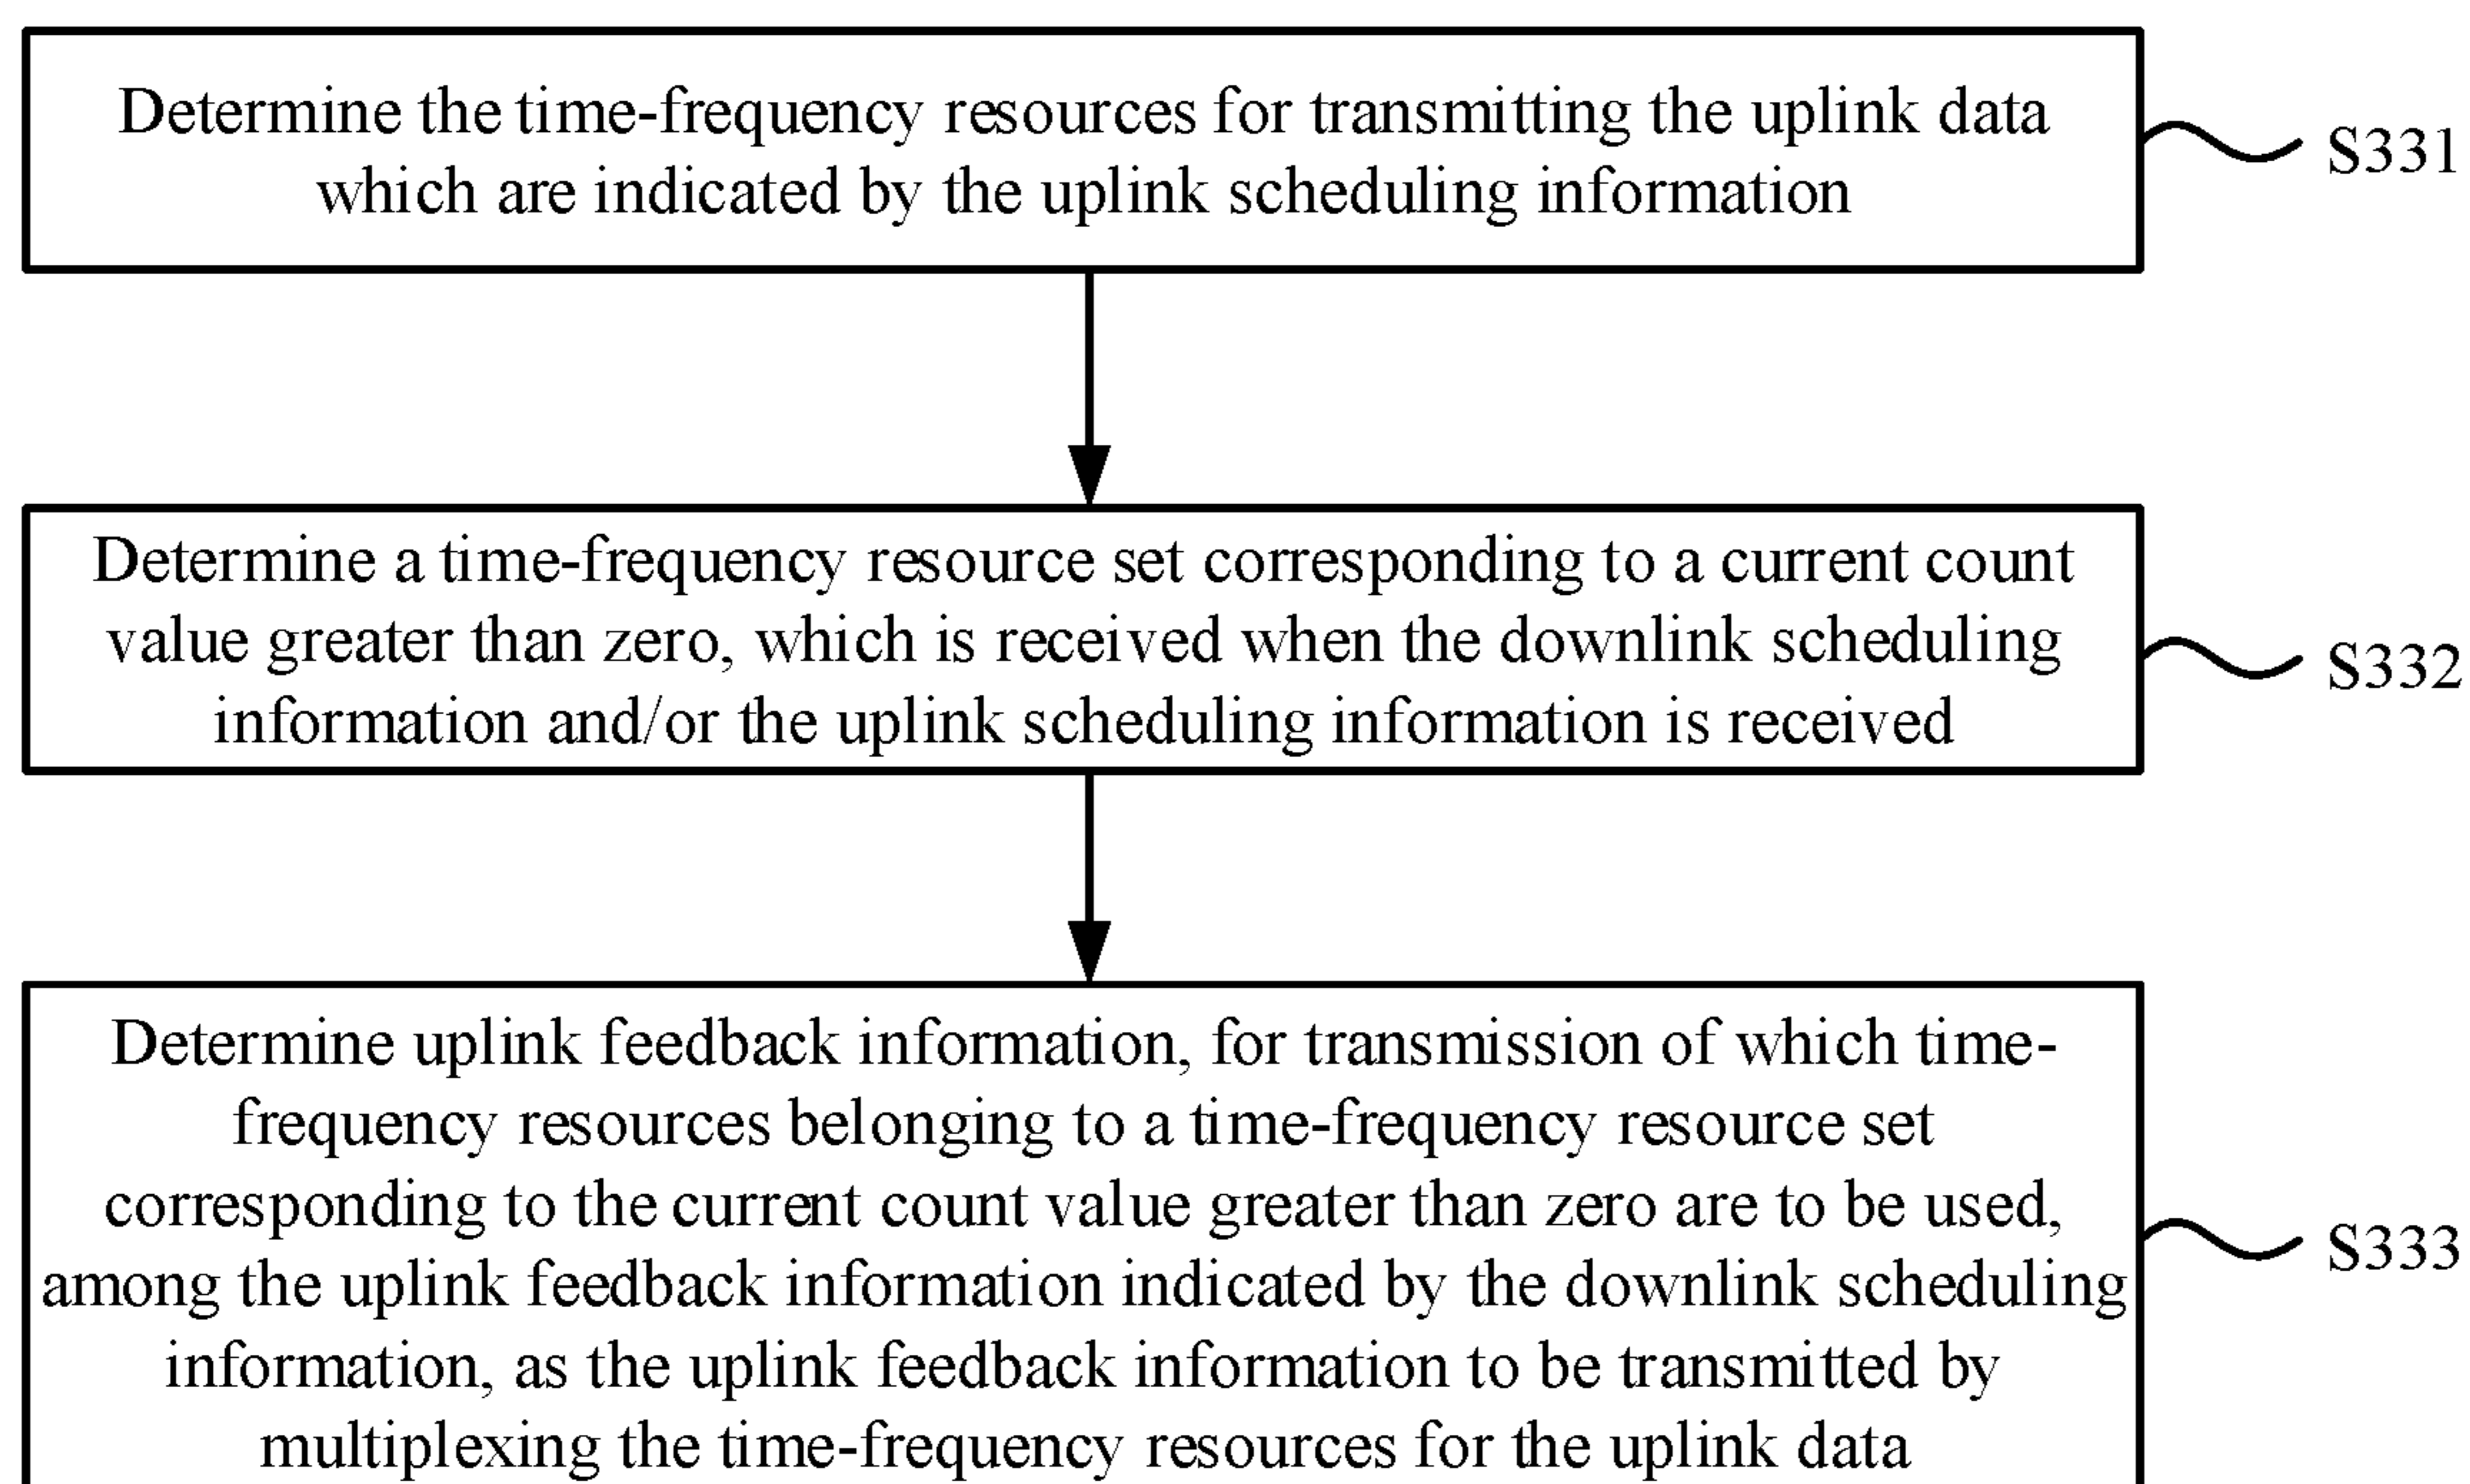 Determine the time-frequency resources for transmitting the uplink data
which are indicated by the uplink scheduling information
S331
Determine a time-frequency resource set corresponding to a current count
value greater than zero, which is received when the downlink scheduling
information and/or the uplink scheduling information is received
S332
Determine uplink feedback information, for transmission of which time-
frequency resources belonging to a time-frequency resource set
corresponding to the current count value greater than zero are to be used,
among the uplink feedback information indicated by the downlink scheduling
information, as the uplink feedback information to be transmitted by
multiplexing the time-frequency resources for the uplink data
S333